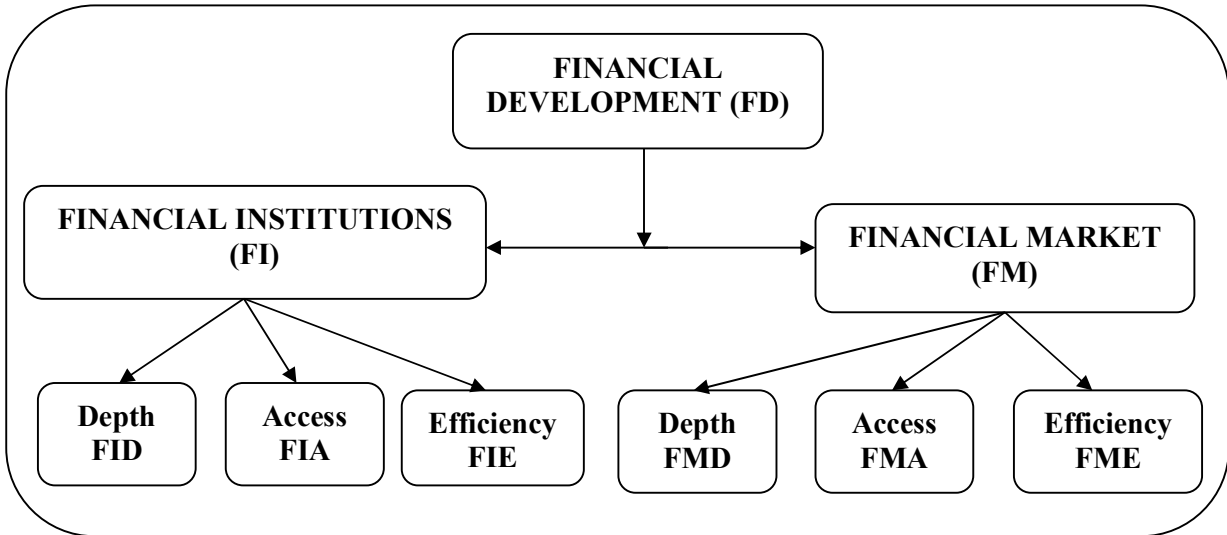 FINANCIAL
DEVELOPMENT (FD)
FINANCIAL INSTITUTIONS
(FI)
FINANCIAL MARKET
(FM)
Depth
FID
Access
FIA
Efficiency
FIE
Depth
FMD
Access
FMA
Efficiency
FME